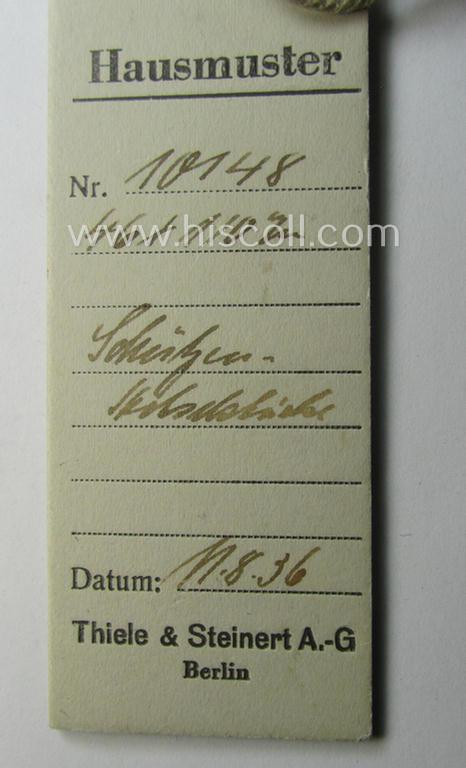 Hausmuster
Nr. 10148
www.hiscoll.com
Schützen-
Datum: 11.8.36
Thiele & Steinert A.-G
Berlin